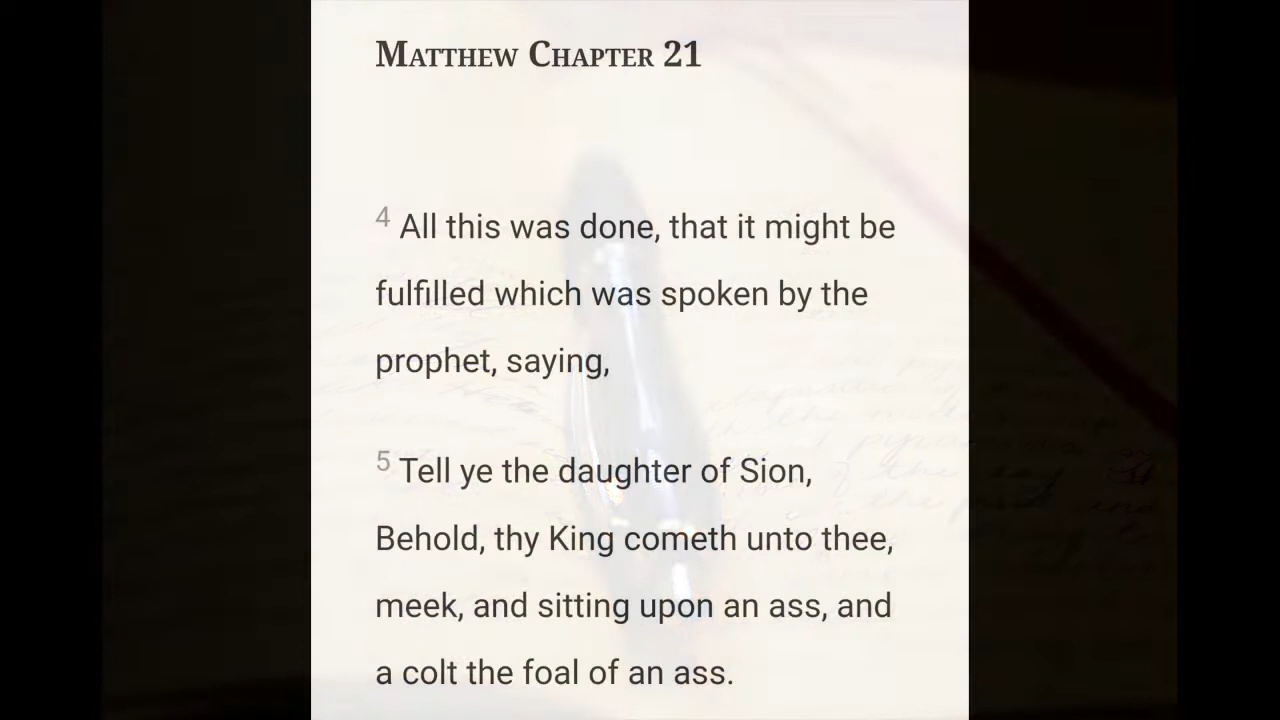 Matthew Chapter 21
4 All this was done, that it might be
fulfilled which was spoken by the
prophet, saying,
5 Tell ye the daughter of Sion,
Behold, thy King cometh unto thee,
meek, and sitting upon an ass, and
a colt the foal of an ass.